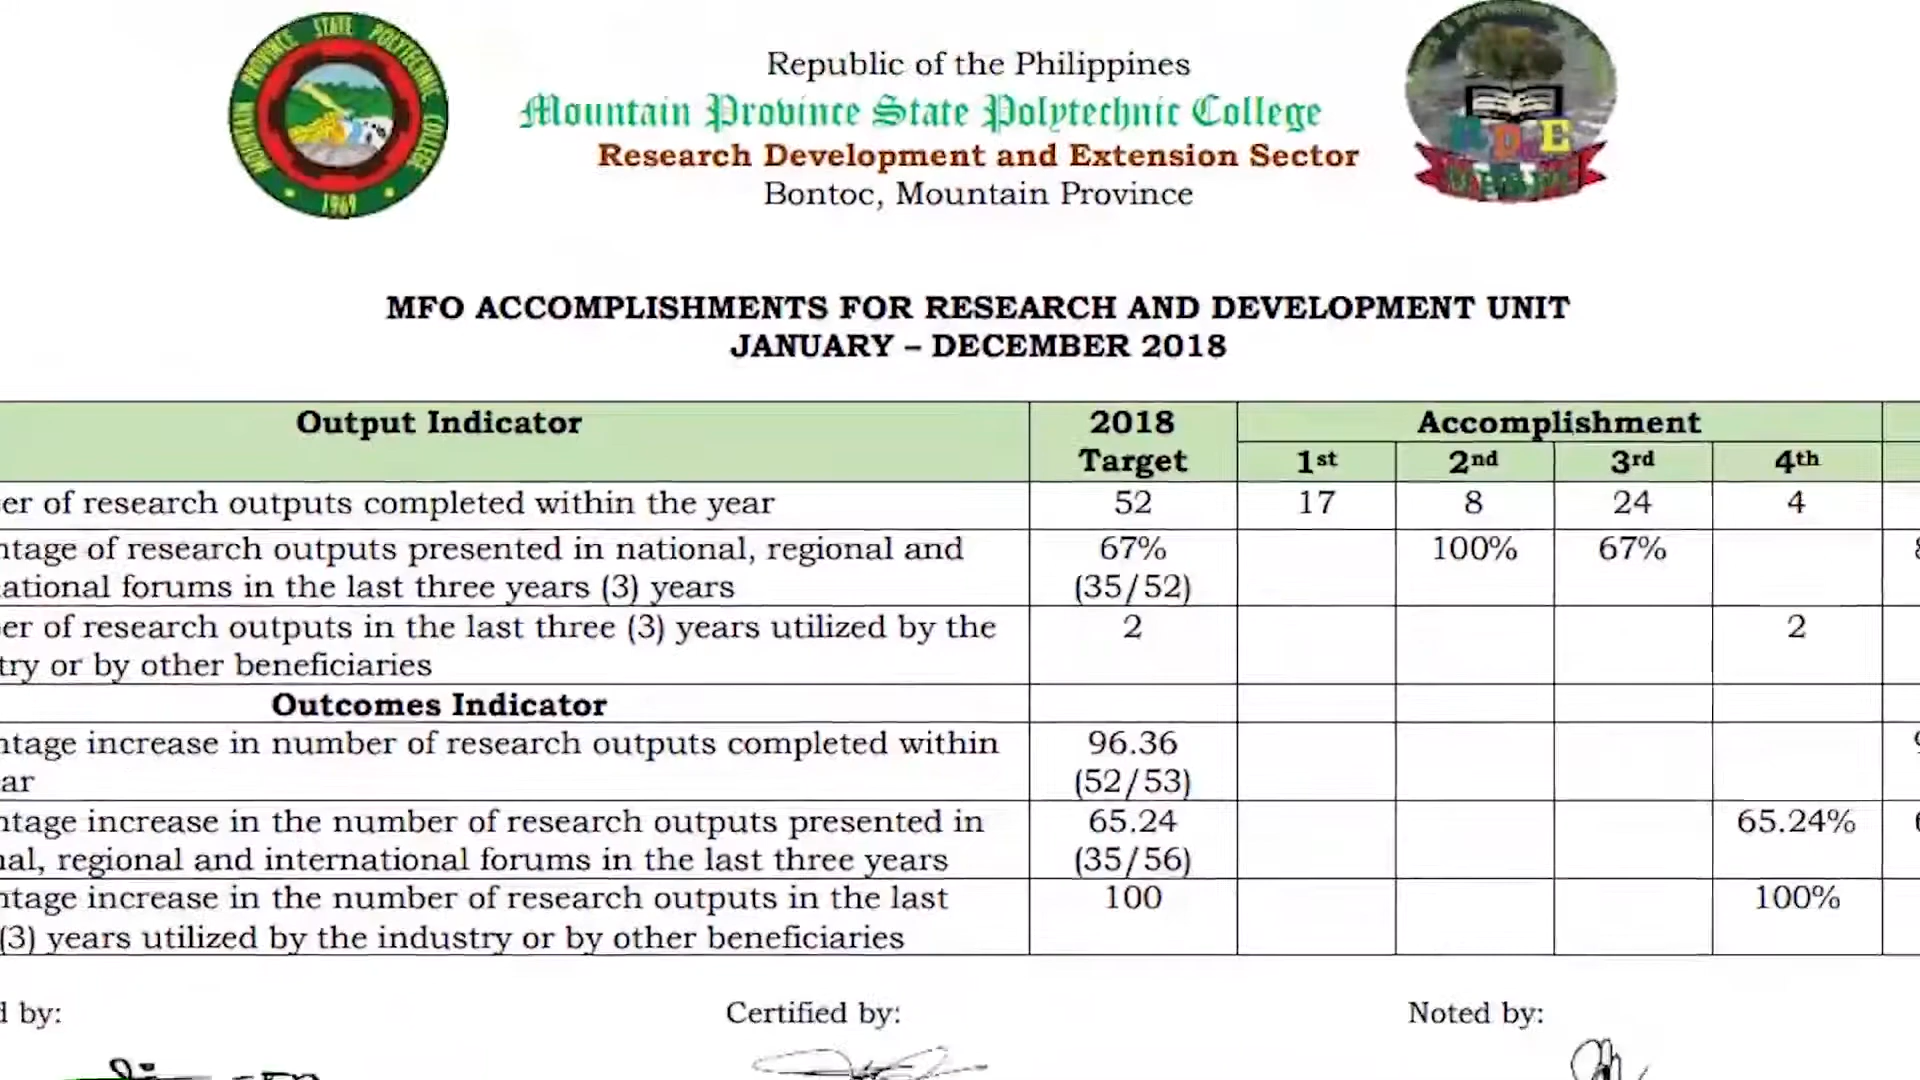 MOUNTAIN PROVINCE STATE POLYTECHNIC COLLEGE
1969
Republic of the Philippines
Mountain Province State Polytechnic College
Research Development and Extension Sector
Bontoc, Mountain Province
MFO ACCOMPLISHMENTS FOR RESEARCH AND DEVELOPMENT UNIT
JANUARY – DECEMBER 2018
Output Indicator 2018 Accomplishment
Target 1st 2nd 3rd 4th
er of research outputs completed within the year 52 17 8 24 4
ntage of research outputs presented in national, regional and 67% 100% 67%
ational forums in the last three years (3) years (35/52)
er of research outputs in the last three (3) years utilized by the 2 2
try or by other beneficiaries
Outcomes Indicator
ntage increase in number of research outputs completed within 96.36
ar (52/53)
ntage increase in the number of research outputs presented in 65.24 65.24%
nal, regional and international forums in the last three years (35/56)
ntage increase in the number of research outputs in the last 100 100%
(3) years utilized by the industry or by other beneficiaries
d by: Certified by: Noted by: